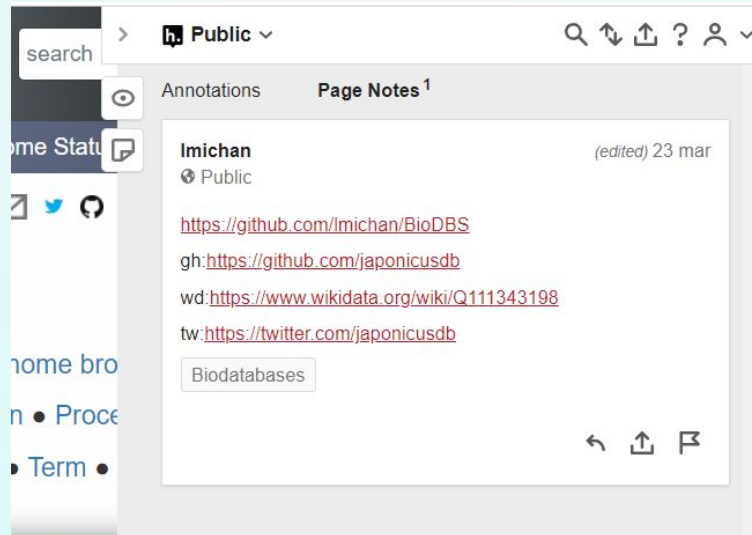 search
h. Public
Annotations Page Notes 1
lmichan (edited) 23 mar
Public
https://github.com/lmichan/BioDBS
gh:https://github.com/japonicusdb
wd:https://www.wikidata.org/wiki/Q111343198
tw:https://twitter.com/japonicusdb
Biodatabases
ome Statu
nome bro
n • Proce
• Term •